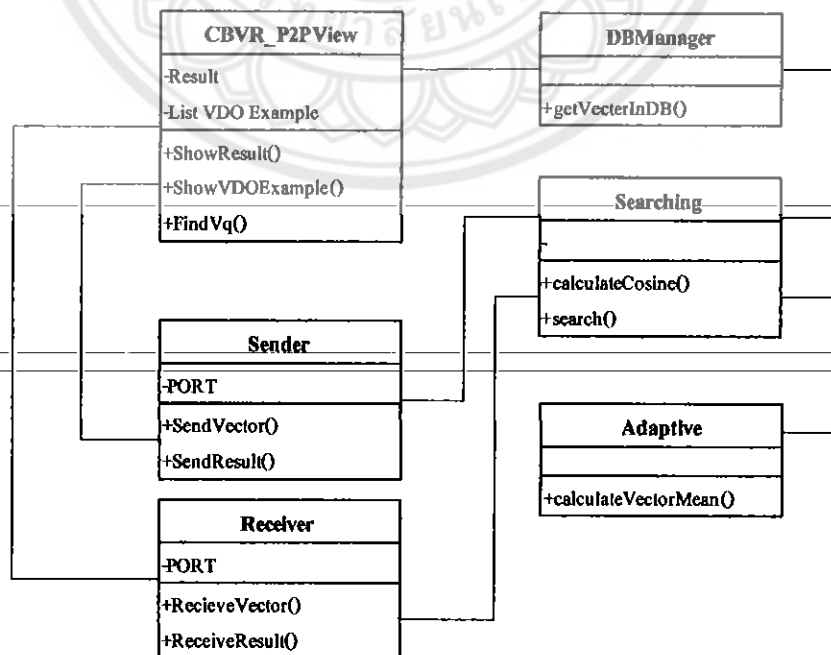 CBVR_P2PView
-Result
-List VDO Example
+ShowResult()
+ShowVDOExample()
+FindVq()
DBManager
+getVecterInDB()
Searching
-
+calculateCosine()
+search()
Sender
-PORT
+SendVector()
+SendResult()
Adaptive
+calculateVectorMean()
Receiver
-PORT
+RecieveVector()
+ReceiveResult()